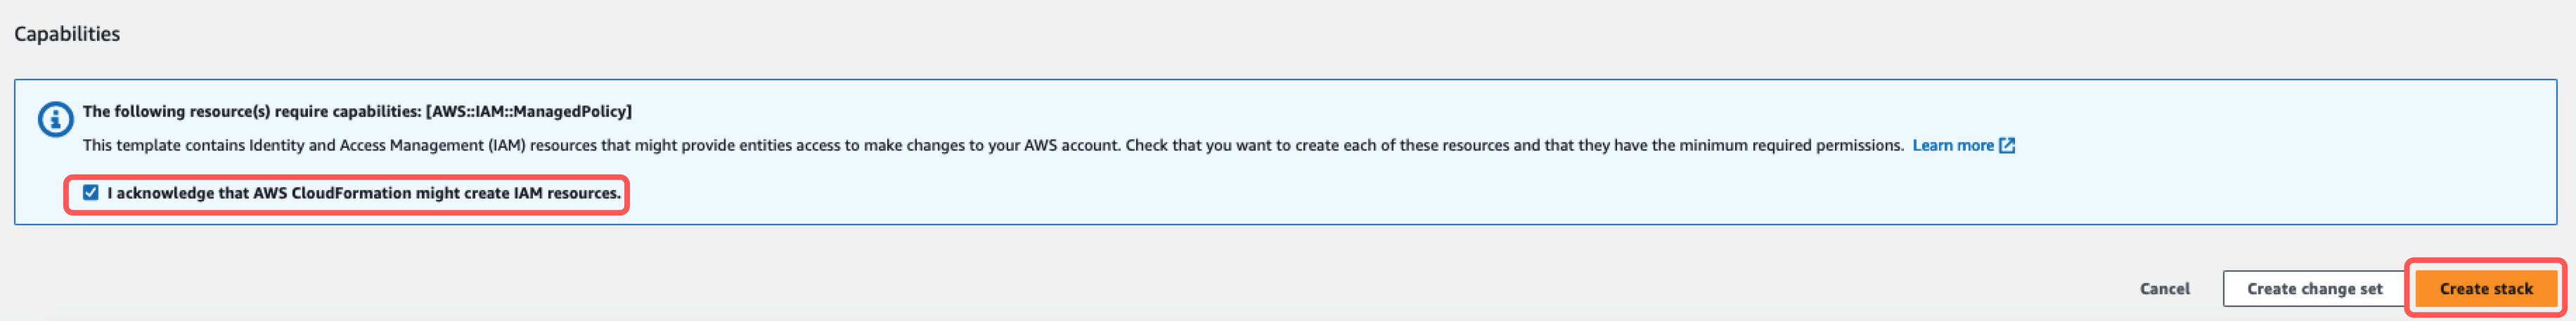 Capabilities
The following resource(s) require capabilities: [AWS::IAM::ManagedPolicy]
This template contains Identity and Access Management (IAM) resources that might provide entities access to make changes to your AWS account. Check that you want to create each of these resources and that they have the minimum required permissions. Learn more
I acknowledge that AWS CloudFormation might create IAM resources.
Cancel Create change set Create stack